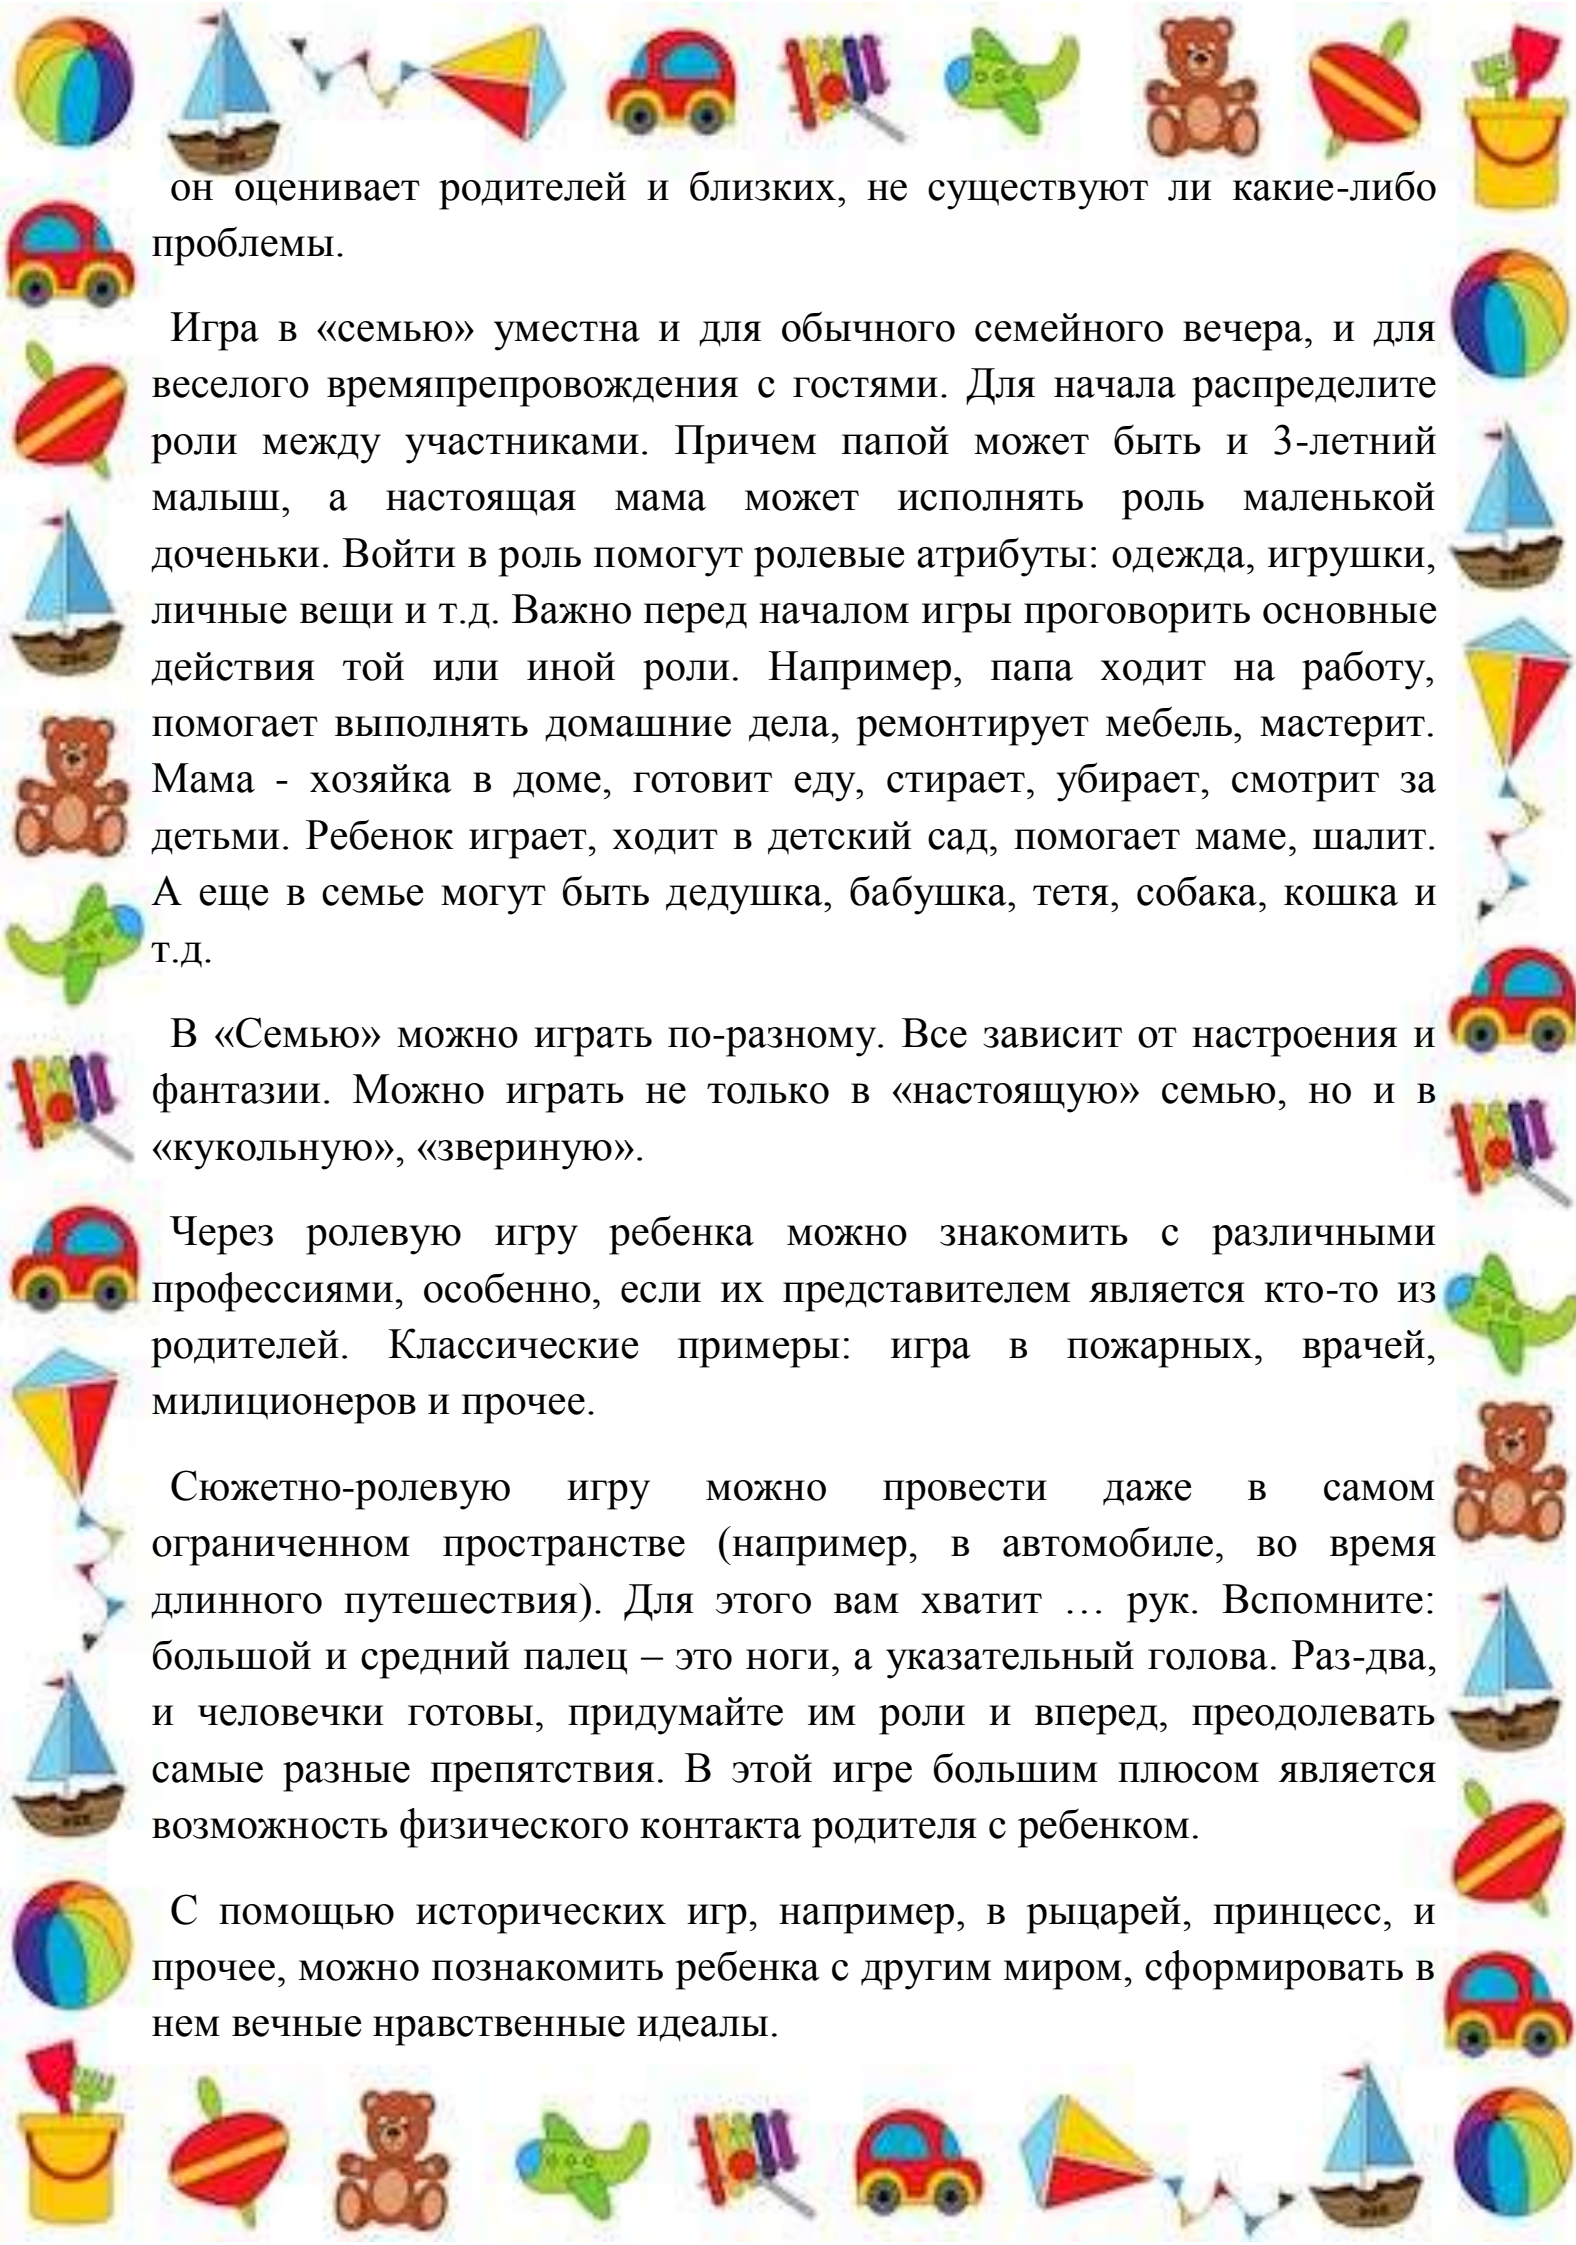 он оценивает родителей и близких, не существуют ли какие-либо
проблемы.
Игра в «семью» уместна и для обычного семейного вечера, и для
веселого времяпрепровождения с гостями. Для начала распределите
роли между участниками. Причем папой может быть и 3-летний
малыш, а настоящая мама может исполнять роль маленькой
доченьки. Войти в роль помогут ролевые атрибуты: одежда, игрушки,
личные вещи и т.д. Важно перед началом игры проговорить основные
действия той или иной роли. Например, папа ходит на работу,
помогает выполнять домашние дела, ремонтирует мебель, мастерит.
Мама - хозяйка в доме, готовит еду, стирает, убирает, смотрит за
детьми. Ребенок играет, ходит в детский сад, помогает маме, шалит.
А еще в семье могут быть дедушка, бабушка, тетя, собака, кошка и
т.д.
В «Семью» можно играть по-разному. Все зависит от настроения и
фантазии. Можно играть не только в «настоящую» семью, но и в
«кукольную», «звериную».
Через ролевую игру ребенка можно знакомить с различными
профессиями, особенно, если их представителем является кто-то из
родителей. Классические примеры: игра в пожарных, врачей,
милиционеров и прочее.
Сюжетно-ролевую игру можно провести даже в самом
ограниченном пространстве (например, в автомобиле, во время
длинного путешествия). Для этого вам хватит … рук. Вспомните:
большой и средний палец – это ноги, а указательный голова. Раз-два,
и человечки готовы, придумайте им роли и вперед, преодолевать
самые разные препятствия. В этой игре большим плюсом является
возможность физического контакта родителя с ребенком.
С помощью исторических игр, например, в рыцарей, принцесс, и
прочее, можно познакомить ребенка с другим миром, сформировать в
нем вечные нравственные идеалы.